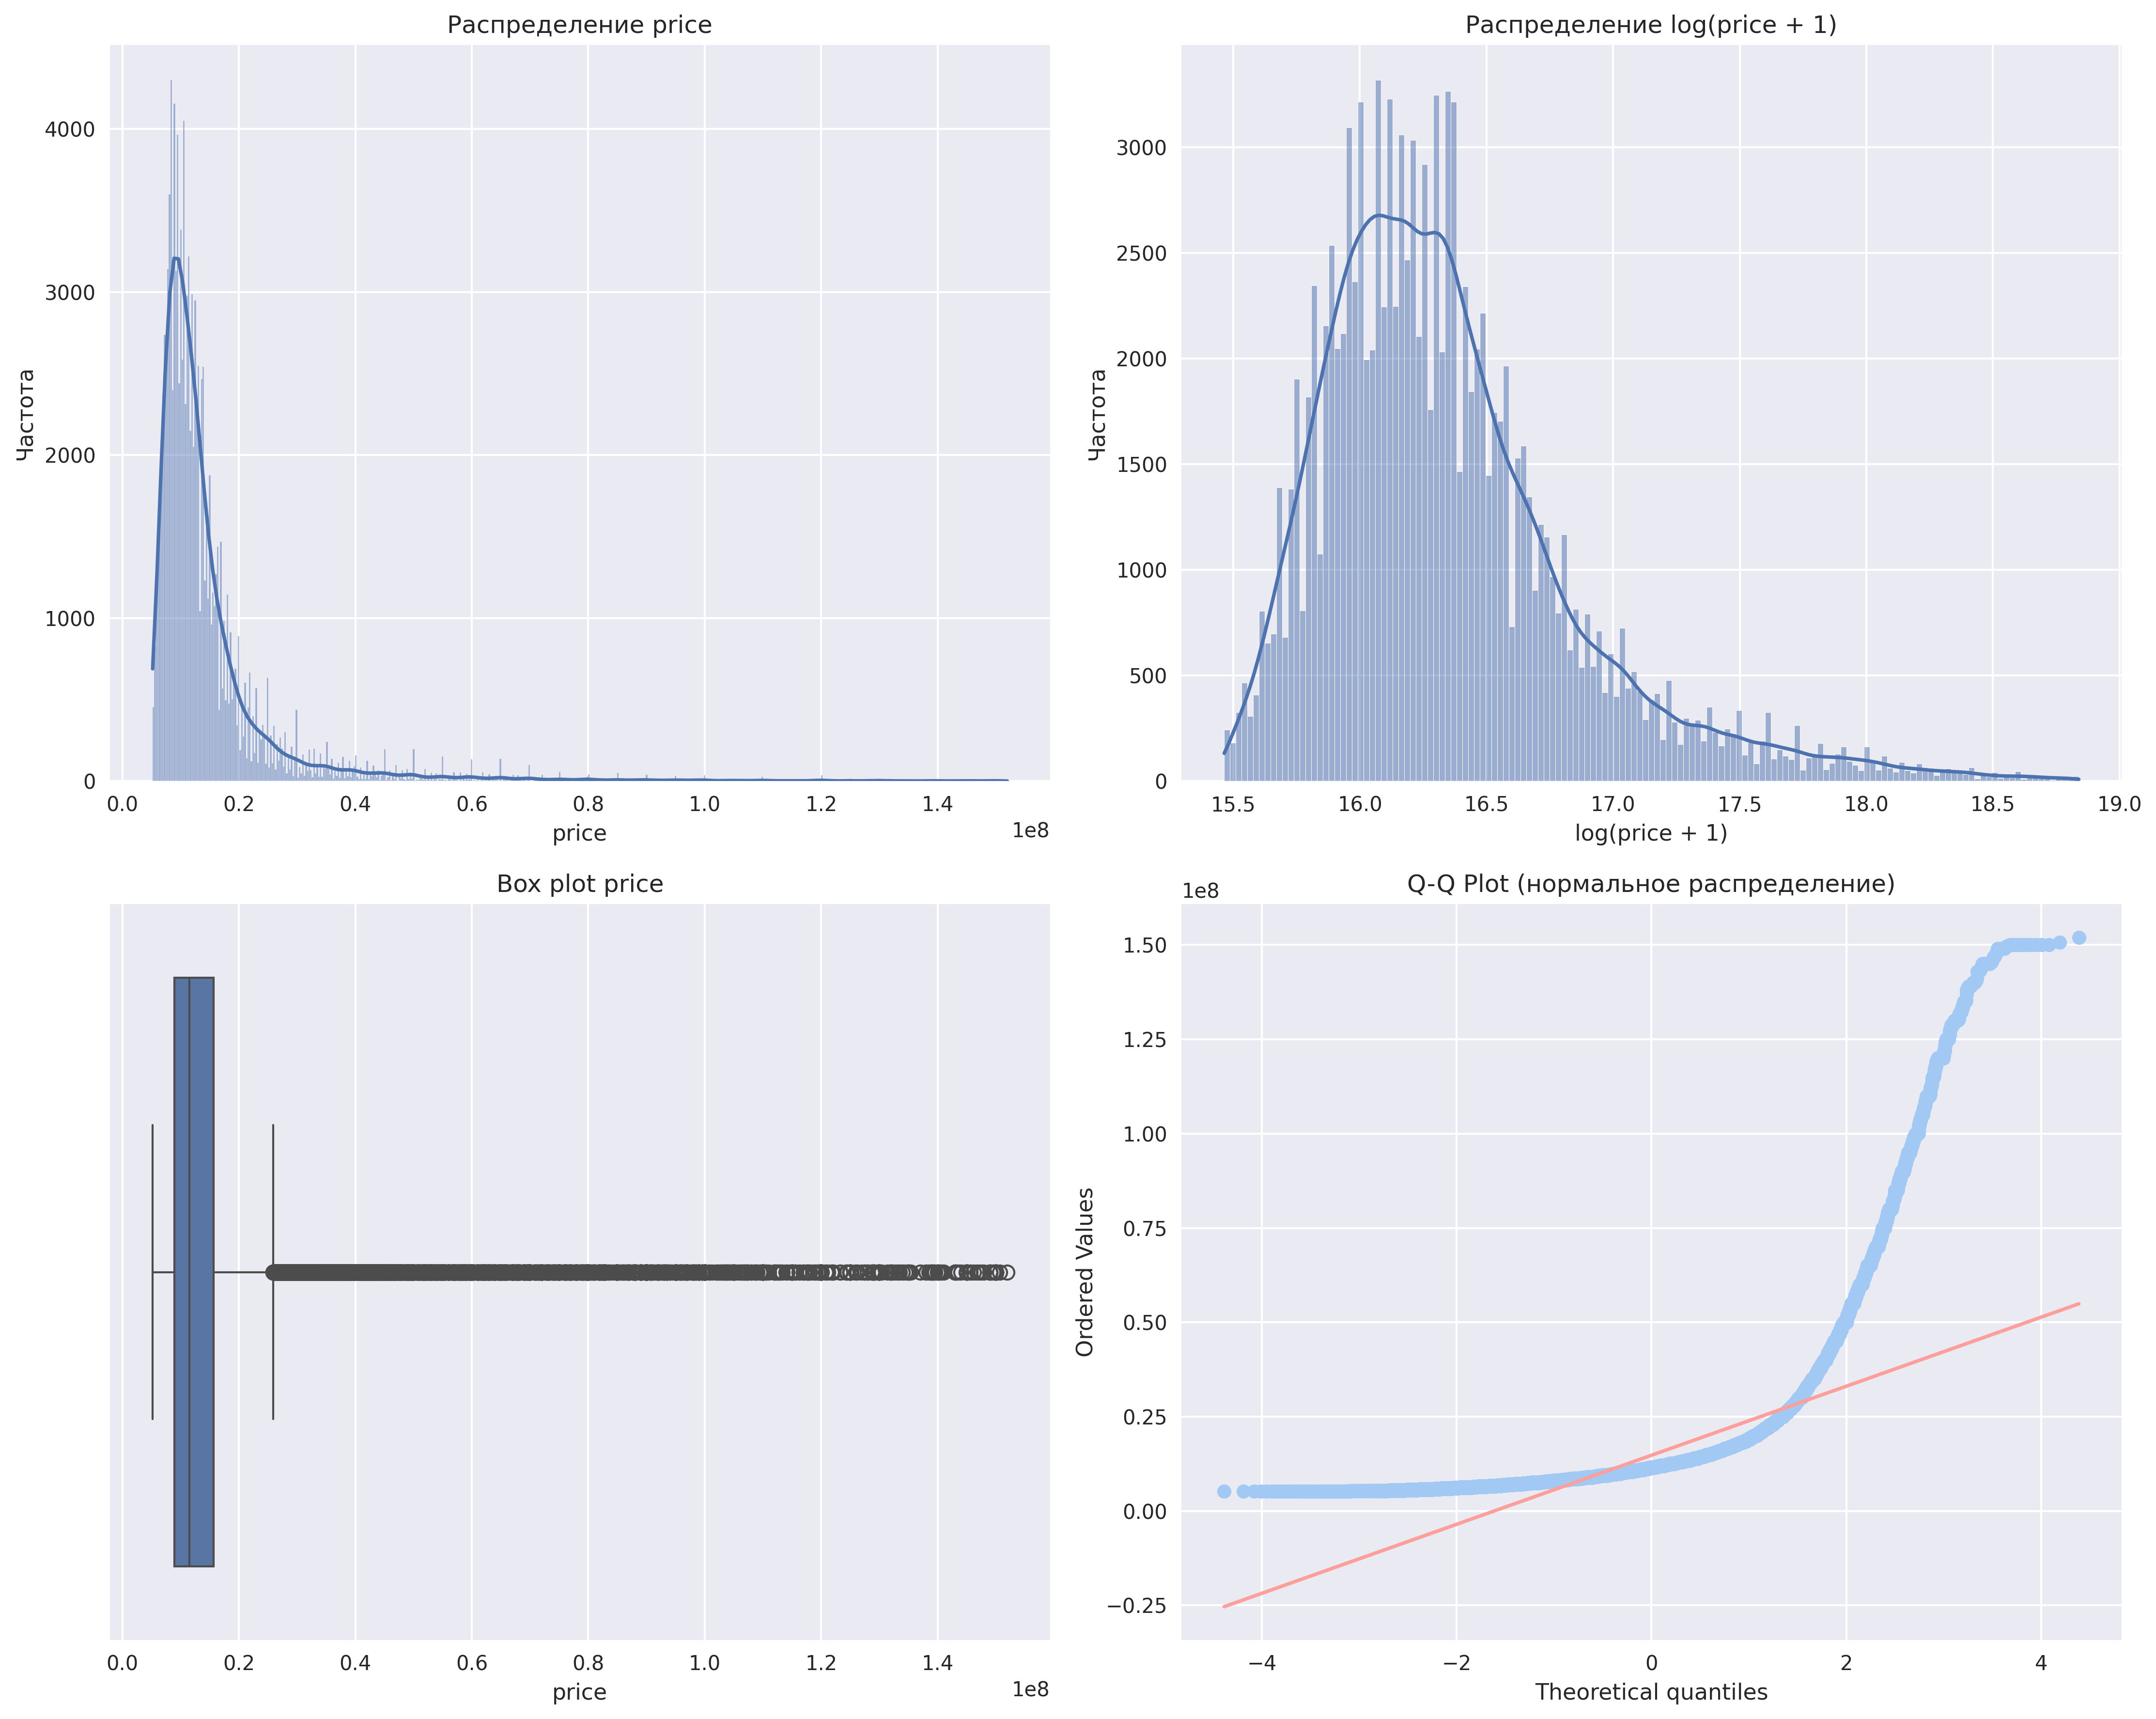 Распределение price
Частота
4000
3000
2000
1000
0
0.0 0.2 0.4 0.6 0.8 1.0 1.2 1.4
1e8
price
Распределение log(price + 1)
Частота
3000
2500
2000
1500
1000
500
0
15.5 16.0 16.5 17.0 17.5 18.0 18.5 19.0
log(price + 1)
Box plot price
0.0 0.2 0.4 0.6 0.8 1.0 1.2 1.4
1e8
price
Q-Q Plot (нормальное распределение)
1e8
Ordered Values
1.50
1.25
1.00
0.75
0.50
0.25
0.00
−0.25
−4 −2 0 2 4
Theoretical quantiles